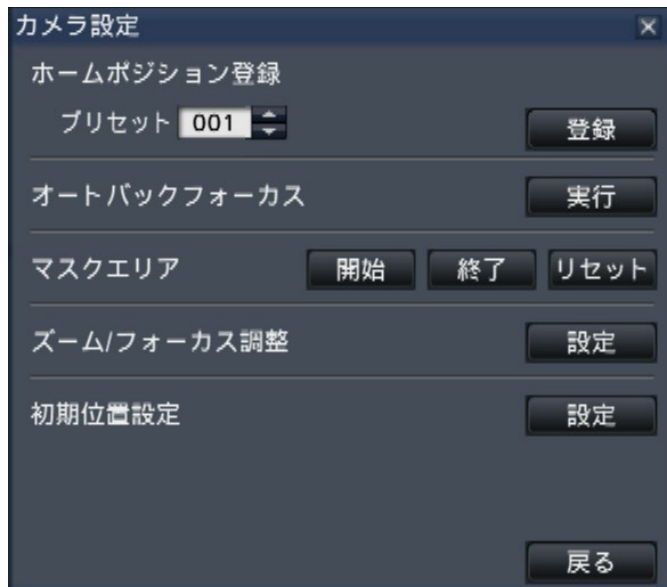 カメラ設定
ホームポジション登録
プリセット 001 登録
オートバックフォーカス 実行
マスクエリア 開始 終了 リセット
ズーム/フォーカス調整 設定
初期位置設定 設定
戻る